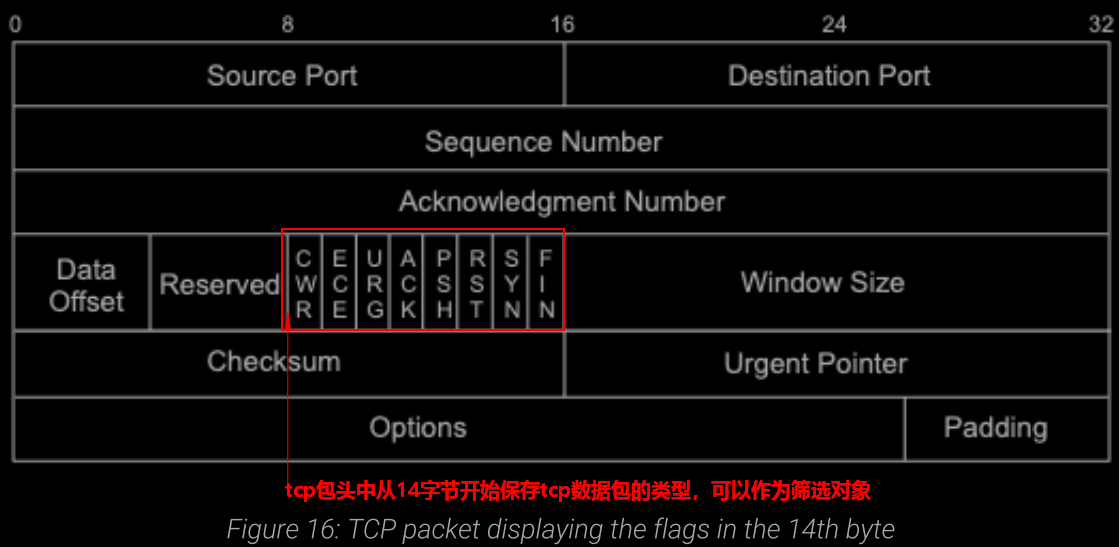 0 8 16 24 32
Source Port Destination Port
Sequence Number
Acknowledgment Number
Data Offset Reserved CWR ECE URG ACK PSH RST SYN FIN Window Size
Checksum Urgent Pointer
Options Padding
tcp包头中从14字节开始保存tcp数据包的类型，可以作为筛选对象
Figure 16: TCP packet displaying the flags in the 14th byte